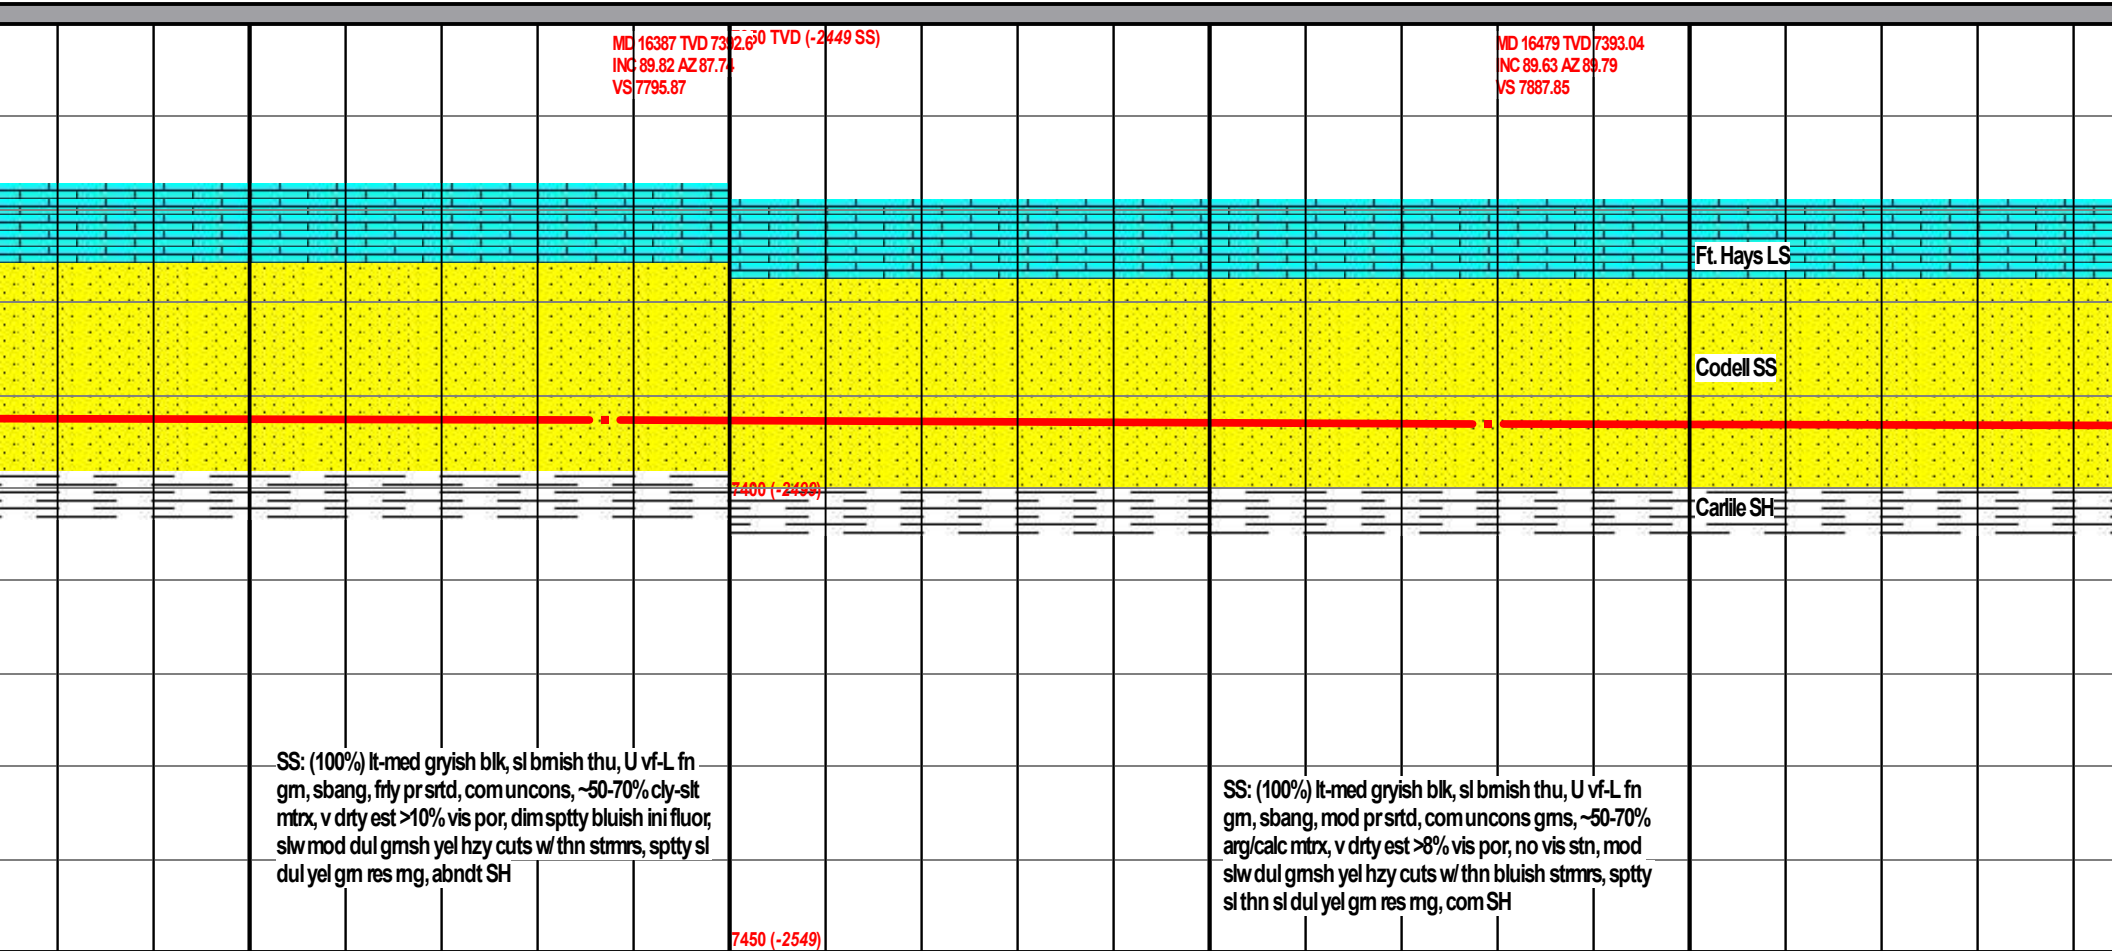 MD 16387 TVD 7392.6
INC 89.82 AZ 87.74
VS 7795.87
50 TVD (-2449 SS)
MD 16479 TVD 7393.04
INC 89.63 AZ 89.79
VS 7887.85
Ft. Hays LS
Codell SS
7400 (-2499)
Carlile SH
SS: (100%) lt-med gryish blk, sl brnish thu, U vf-L fn
grn, sbang, frly pr srtd, com uncons, ~50-70% cly-slt
mtrx, v drty est >10% vis por, dim sptty bluish ini fluor,
slw mod dul grnsh yel hzy cuts w/ thn strmrs, sptty sl
dul yel grn res rng, abndt SH
SS: (100%) lt-med gryish blk, sl brnish thu, U vf-L fn
grn, sbang, mod pr srtd, com uncons grns, ~50-70%
arg/calc mtrx, v drty est >8% vis por, no vis stn, mod
slw dul grnsh yel hzy cuts w/ thn bluish strmrs, sptty
sl thn sl dul yel grn res rng, com SH
7450 (-2549)